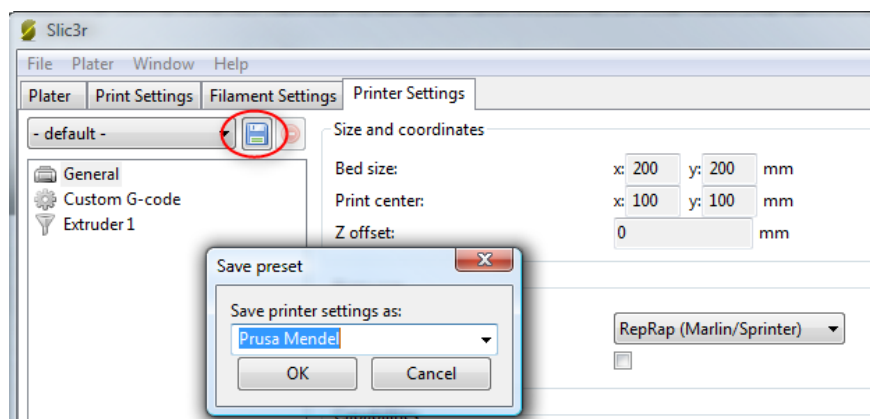 Slic3r
File Plater Window Help
Plater Print Settings Filament Settings Printer Settings
- default -
Size and coordinates
General
Bed size: x: 200 y: 200 mm
Custom G-code
Print center: x: 100 y: 100 mm
Extruder 1
Z offset: 0 mm
Save preset
Save printer settings as:
RepRap (Marlin/Sprinter)
Prusa Mendel
OK Cancel